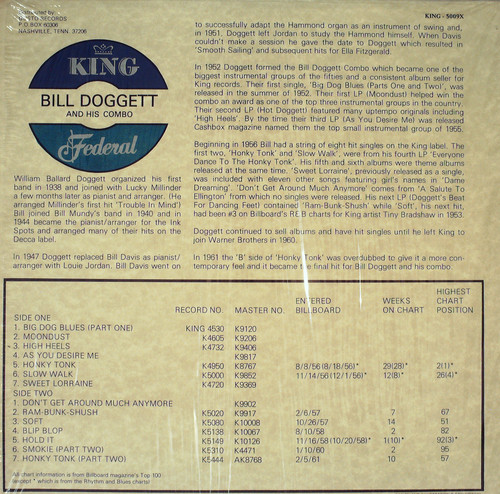 Distributed by
GUSTO RECORDS
P.O. BOX 60306
NASHVILLE, TENN. 37206
KING - 5009X
KING
BILL DOGGETT
AND HIS COMBO
Federal
William Ballard Doggett organized his first
band in 1938 and joined with Lucky Millinder
a few months later as pianist and arranger. (He
arranged Millinder's first hit 'Trouble In Mind')
Bill joined Bill Mundy's band in 1940 and in
1944 became the pianist/arranger for the Ink
Spots and arranged many of their hits on the
Decca label.
In 1947 Doggett replaced Bill Davis as pianist/
arranger with Louie Jordan. Bill Davis went on
to successfully adapt the Hammond organ as an instrument of swing and,
in 1951, Doggett left Jordan to study the Hammond himself. When Davis
couldn't make a session he gave the date to Doggett which resulted in
'Smooth Sailing' and subsequent hits for Ella Fitzgerald.
In 1952 Doggett formed the Bill Doggett Combo which became one of the
biggest instrumental groups of the fifties and a consistent album seller for
King records. Their first single, 'Big Dog Blues (Parts One and Two)', was
released in the summer of 1952. Their first LP (Moondust) helped win the
combo an award as one of the top three instrumental groups in the country.
Their second LP (Hot Doggett) featured many uptempo originals including
'High Heels'. By the time their third LP (As You Desire Me) was released
Cashbox magazine named them the top small instrumental group of 1955.
Beginning in 1956 Bill had a string of eight hit singles on the King label. The
first two, 'Honky Tonk' and 'Slow Walk', were from his fourth LP 'Everyone
Dance To The Honky Tonk'. His fifth and sixth albums were theme albums
released at the same time. 'Sweet Lorraine', previously released as a single,
was included with eleven other songs, featuring girl's names in 'Dame
Dreaming'. 'Don't Get Around Much Anymore' comes from 'A Salute To
Ellington' from which no singles were released. His next LP (Doggett's Beat
For Dancing Feet) contained 'Ram-Bunk-Shush' while 'Soft', his next hit,
had been #3 on Billboard's R&B charts for King artist Tiny Bradshaw in 1953.
Doggett continued to sell albums and have hit singles until he left King to
join Warner Brothers in 1960.
In 1961 the 'B' side of 'Honky Tonk' was overdubbed to give it a more con-
temporary feel and it became the final hit for Bill Doggett and his combo.
RECORD NO. MASTER NO. ENTERED BILLBOARD WEEKS ON CHART HIGHEST CHART POSITION
SIDE ONE
1. BIG DOG BLUES (PART ONE) KING 4530 K9120
2. MOONDUST K4605 K9206
3. HIGH HEELS K4732 K9406
4. AS YOU DESIRE ME K9817
5. HONKY TONK K4950 K8767 8/8/56 (8/18/56)* 29(28)* 2(1)*
6. SLOW WALK K5000 K9852 11/14/56 (12/1/56)* 12(8)* 26(4)*
7. SWEET LORRAINE K4720 K9369
SIDE TWO
1. DON'T GET AROUND MUCH ANYMORE K9902
2. RAM-BUNK-SHUSH K5020 K9917 2/6/57 7 67
3. SOFT K5080 K10008 10/26/57 14 51
4. BLIP BLOP K5138 K10067 8/10/58 2 82
5. HOLD IT K5149 K10126 11/16/58 (10/20/58)* 1(10)* 92(3)*
6. SMOKIE (PART TWO) K5310 K4471 1/10/60 2 95
7. HONKY TONK (PART TWO) K5444 AK8768 2/5/61 10 57
All chart information is from Billboard magazine's Top 100
(except * which is from the Rhythm and Blues charts)